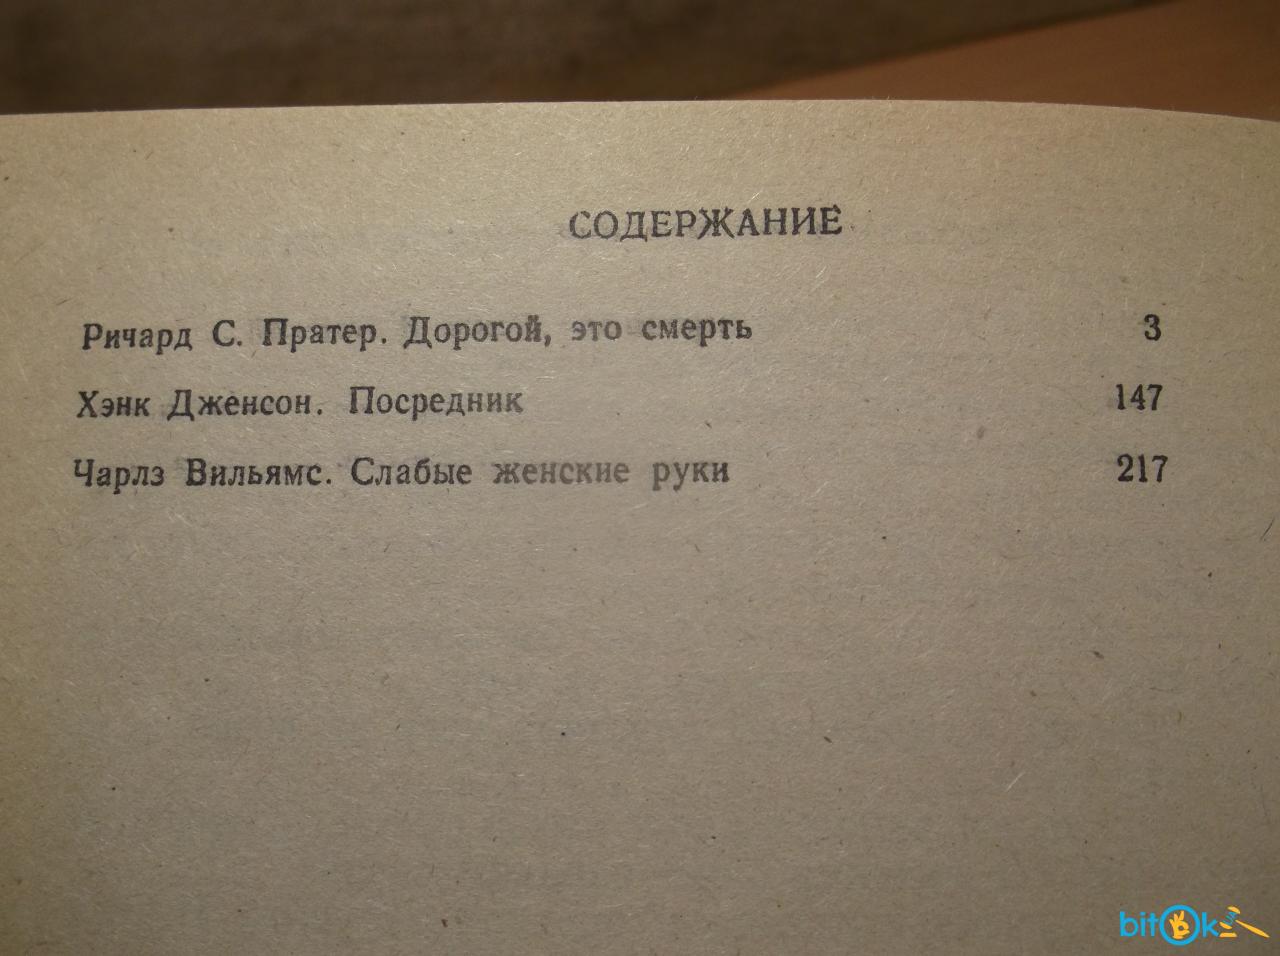 СОДЕРЖАНИЕ
Ричард С. Пратер. Дорогой, это смерть 3
Хэнк Дженсон. Посредник 147
Чарлз Вильямс. Слабые женские руки 217
bitOk